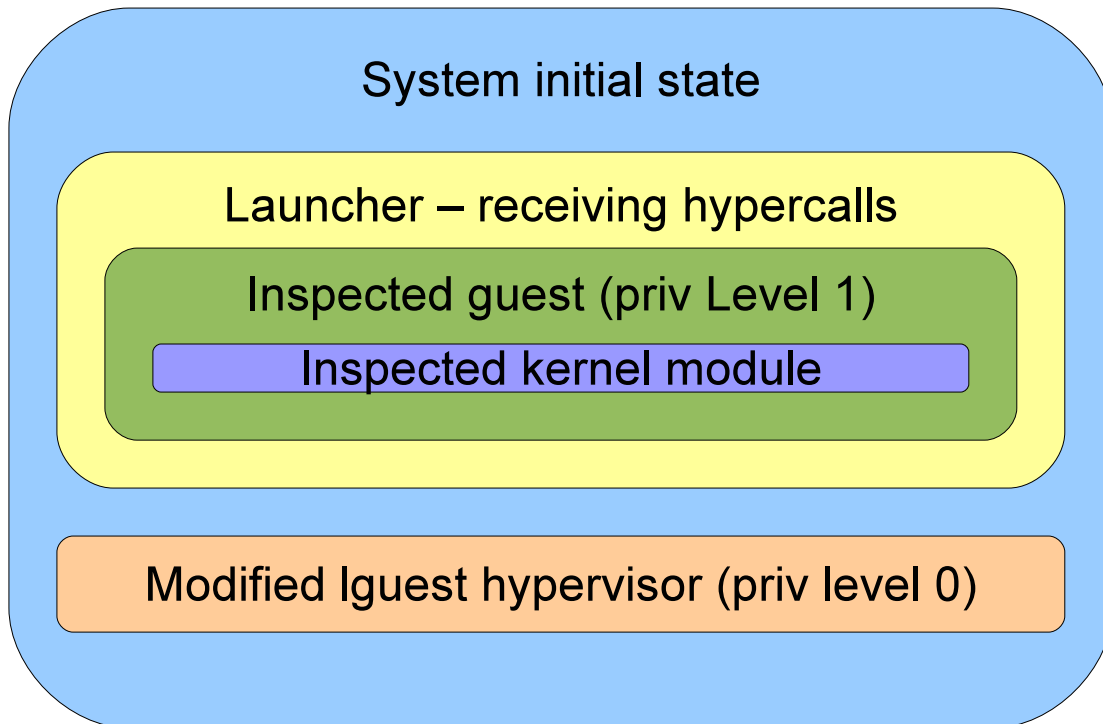 System initial state
Launcher – receiving hypercalls
Inspected guest (priv Level 1)
Inspected kernel module
Modified lguest hypervisor (priv level 0)